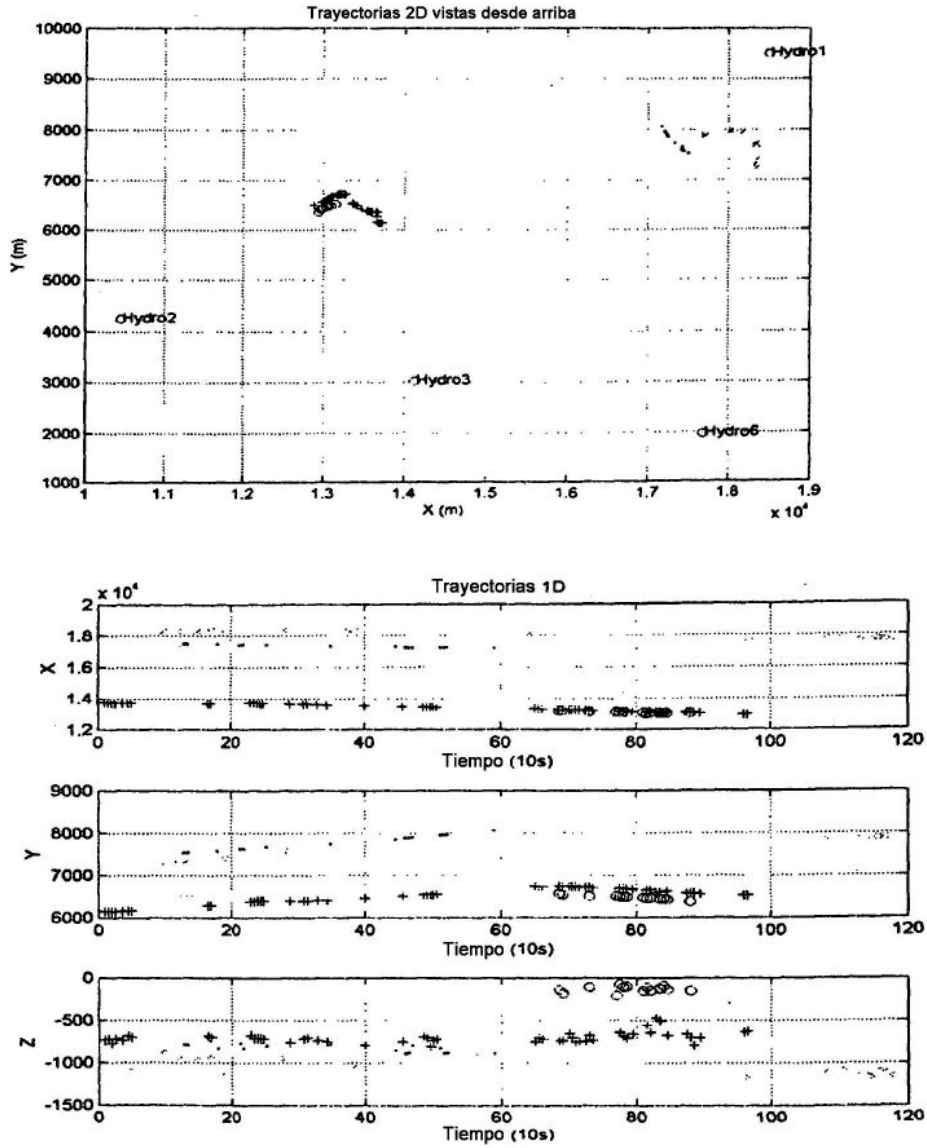 Trayectorias 2D vistas desde arriba
10000
9000
8000
7000
6000
5000
4000
3000
2000
1000
Y (m)
Hydro1
Hydro2
Hydro3
Hydro6
1 1.1 1.2 1.3 1.4 1.5 1.6 1.7 1.8 1.9
X (m)
x 10⁴
Trayectorias 1D
x 10⁴
2
1.8
1.6
1.4
1.2
X
0 20 40 60 80 100 120
Tiempo (10s)
9000
8000
7000
6000
Y
0 20 40 60 80 100 120
Tiempo (10s)
0
-500
-1000
-1500
Z
0 20 40 60 80 100 120
Tiempo (10s)